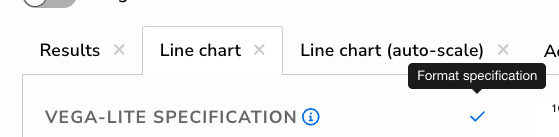 Results × Line chart × Line chart (auto-scale) ×
Format specification
VEGA-LITE SPECIFICATION